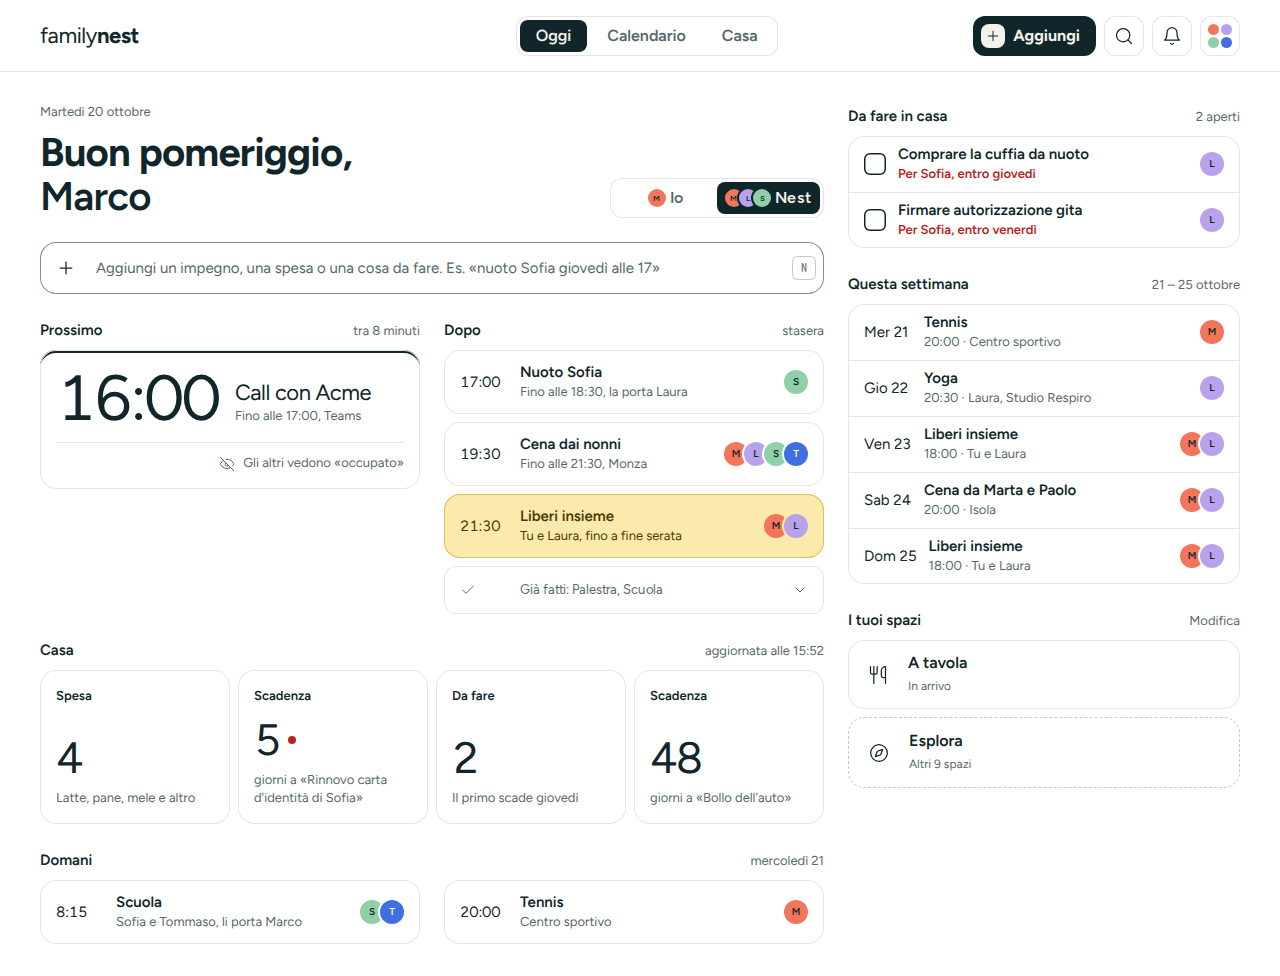 familynest
Oggi
Calendario
Casa
Aggiungi
Martedì 20 ottobre
Buon pomeriggio,
Marco
M Io
M L S Nest
Aggiungi un impegno, una spesa o una cosa da fare. Es. «nuoto Sofia giovedì alle 17»
N
Prossimo
tra 8 minuti
16:00
Call con Acme
Fino alle 17:00, Teams
Gli altri vedono «occupato»
Dopo
stasera
17:00
Nuoto Sofia
Fino alle 18:30, la porta Laura
S
19:30
Cena dai nonni
Fino alle 21:30, Monza
M L S T
21:30
Liberi insieme
Tu e Laura, fino a fine serata
M L
Già fatti: Palestra, Scuola
Casa
aggiornata alle 15:52
Spesa
4
Latte, pane, mele e altro
Scadenza
5
giorni a «Rinnovo carta
d'identità di Sofia»
Da fare
2
Il primo scade giovedì
Scadenza
48
giorni a «Bollo dell'auto»
Domani
mercoledì 21
8:15
Scuola
Sofia e Tommaso, li porta Marco
S T
20:00
Tennis
Centro sportivo
M
Da fare in casa
2 aperti
Comprare la cuffia da nuoto
Per Sofia, entro giovedì
L
Firmare autorizzazione gita
Per Sofia, entro venerdì
L
Questa settimana
21 – 25 ottobre
Mer 21
Tennis
20:00 · Centro sportivo
M
Gio 22
Yoga
20:30 · Laura, Studio Respiro
L
Ven 23
Liberi insieme
18:00 · Tu e Laura
M L
Sab 24
Cena da Marta e Paolo
20:00 · Isola
M L
Dom 25
Liberi insieme
18:00 · Tu e Laura
M L
I tuoi spazi
Modifica
A tavola
In arrivo
Esplora
Altri 9 spazi